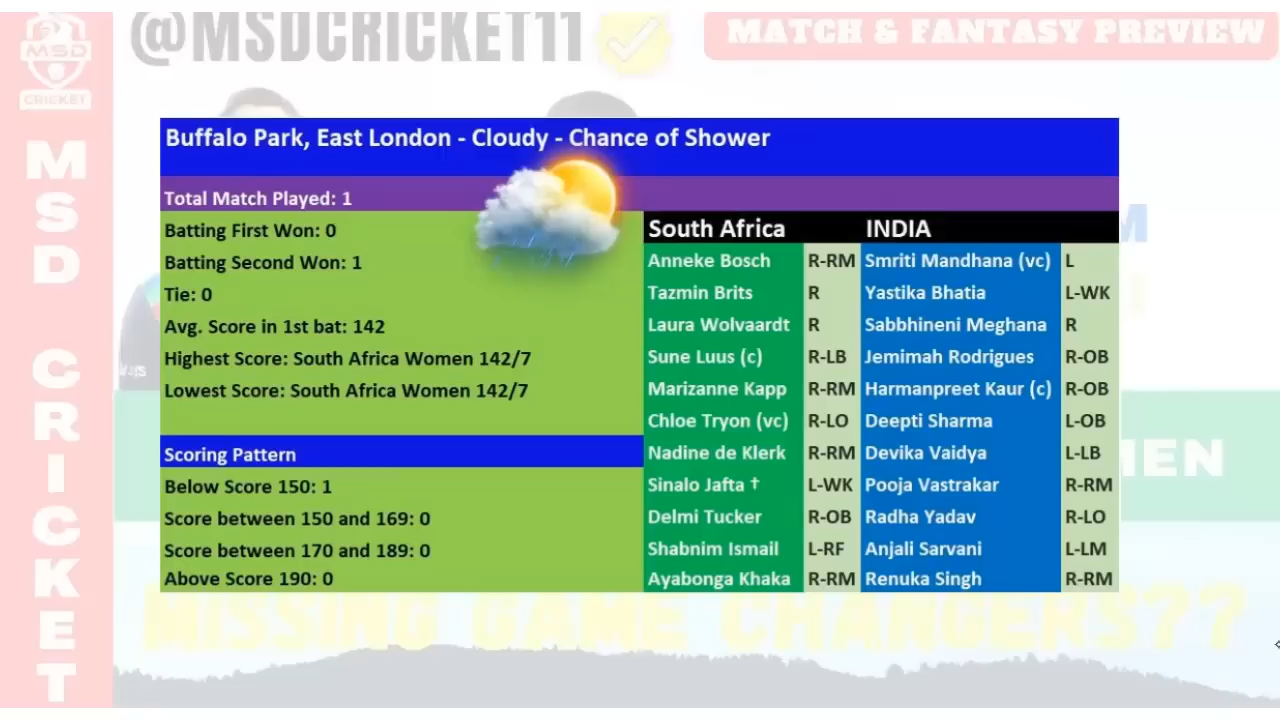 @MSDCRICKET11
MATCH & FANTASY PREVIEW
MSD
CRICKET
MSD CRICKET
Buffalo Park, East London - Cloudy - Chance of Shower
Total Match Played: 1
Batting First Won: 0
Batting Second Won: 1
Tie: 0
Avg. Score in 1st bat: 142
Highest Score: South Africa Women 142/7
Lowest Score: South Africa Women 142/7
Scoring Pattern
Below Score 150: 1
Score between 150 and 169: 0
Score between 170 and 189: 0
Above Score 190: 0
South Africa INDIA
Anneke Bosch R-RM Smriti Mandhana (vc) L
Tazmin Brits R Yastika Bhatia L-WK
Laura Wolvaardt R Sabbhineni Meghana R
Sune Luus (c) R-LB Jemimah Rodrigues R-OB
Marizanne Kapp R-RM Harmanpreet Kaur (c) R-OB
Chloe Tryon (vc) R-LO Deepti Sharma L-OB
Nadine de Klerk R-RM Devika Vaidya L-LB
Sinalo Jafta † L-WK Pooja Vastrakar R-RM
Delmi Tucker R-OB Radha Yadav R-LO
Shabnim Ismail L-RF Anjali Sarvani L-LM
Ayabonga Khaka R-RM Renuka Singh R-RM
MISSING GAME CHANGERS??